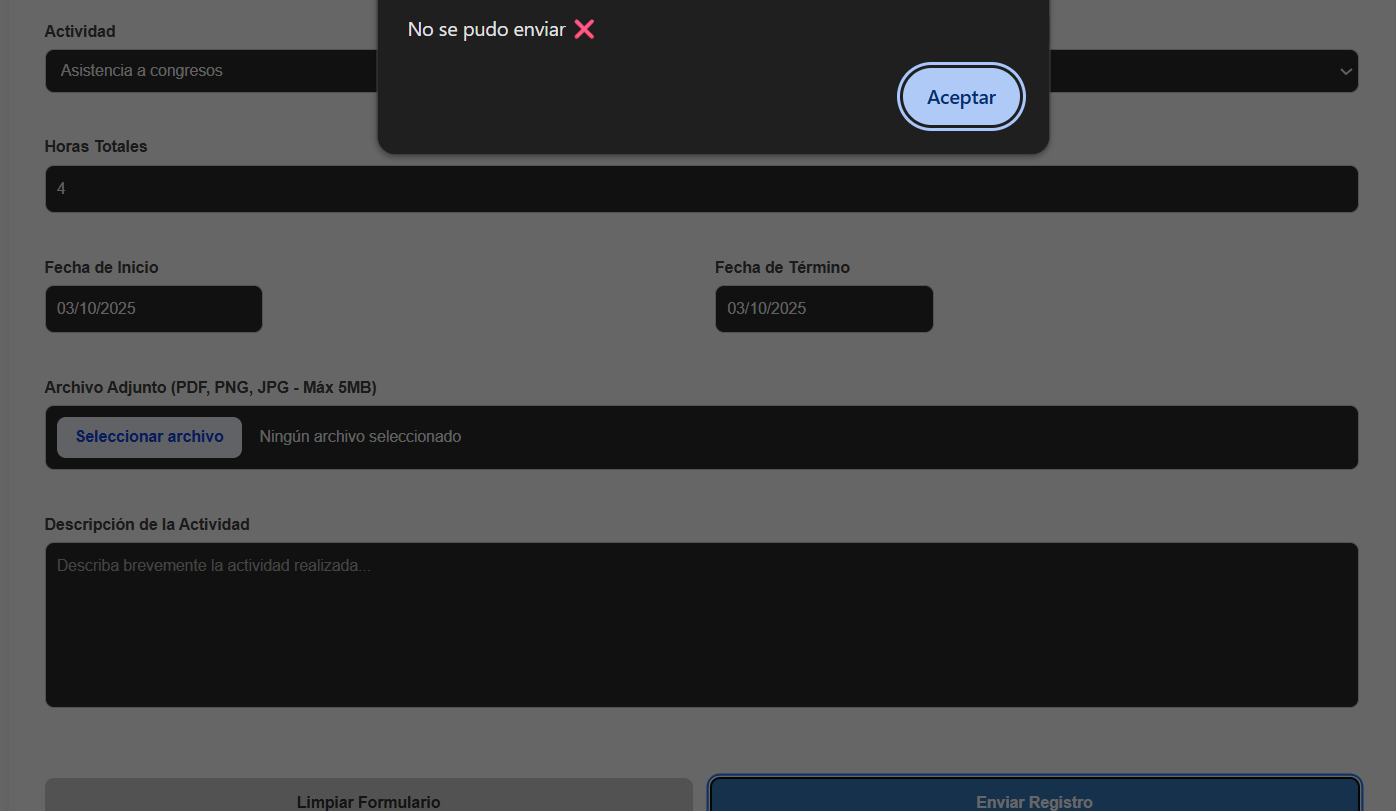 No se pudo enviar ❌
Aceptar
Actividad
Asistencia a congresos
Horas Totales
4
Fecha de Inicio
Fecha de Término
03/10/2025
03/10/2025
Archivo Adjunto (PDF, PNG, JPG - Máx 5MB)
Seleccionar archivo Ningún archivo seleccionado
Descripción de la Actividad
Describa brevemente la actividad realizada...
Limpiar Formulario
Enviar Registro